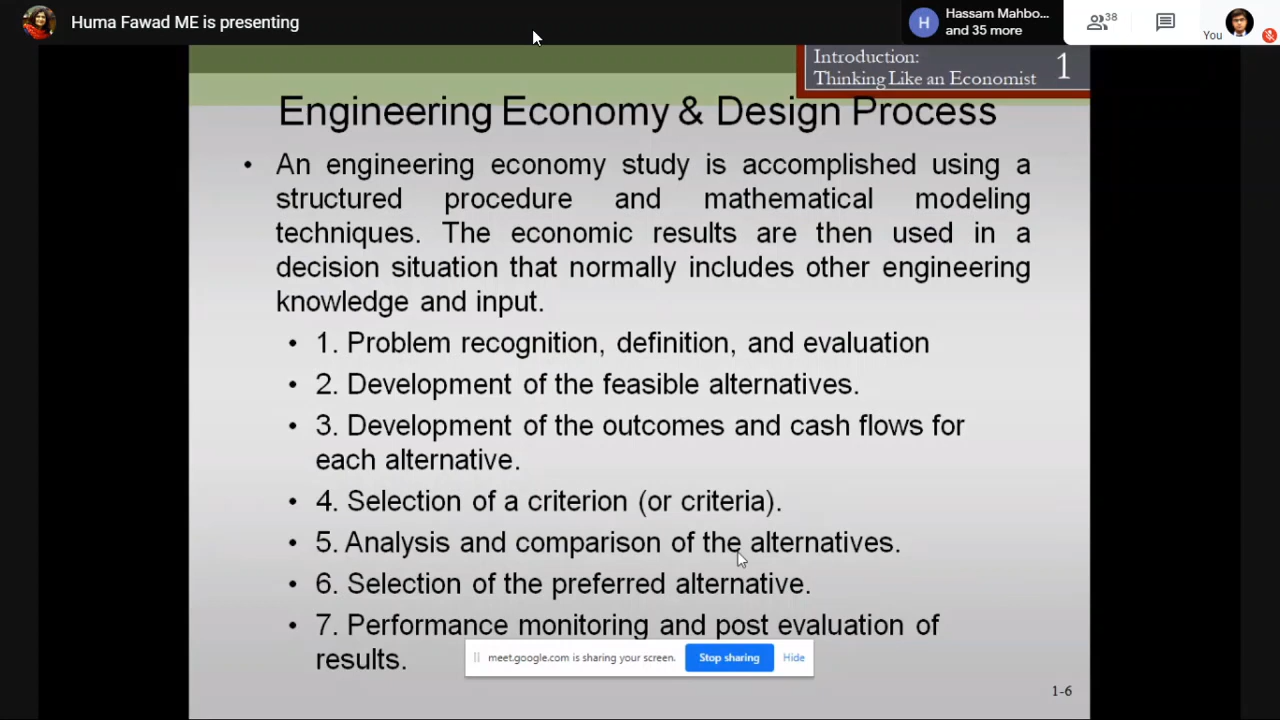 Huma Fawad ME is presenting
H
Hassam Mahbo...
and 35 more
38
You
Introduction:
Thinking Like an Economist
1
Engineering Economy & Design Process
• An engineering economy study is accomplished using a
structured procedure and mathematical modeling
techniques. The economic results are then used in a
decision situation that normally includes other engineering
knowledge and input.
• 1. Problem recognition, definition, and evaluation
• 2. Development of the feasible alternatives.
• 3. Development of the outcomes and cash flows for
each alternative.
• 4. Selection of a criterion (or criteria).
• 5. Analysis and comparison of the alternatives.
• 6. Selection of the preferred alternative.
• 7. Performance monitoring and post evaluation of
results.
meet.google.com is sharing your screen.
Stop sharing
Hide
1-6